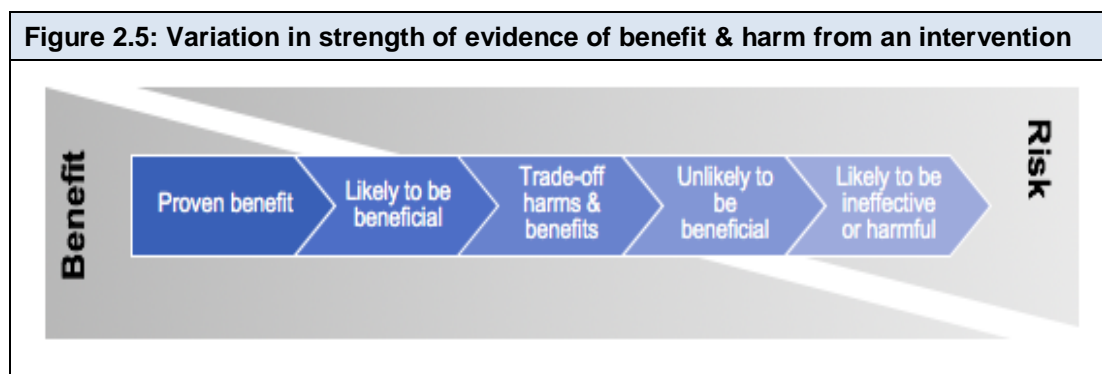 Figure 2.5: Variation in strength of evidence of benefit & harm from an intervention
Benefit
Proven benefit
Likely to be
beneficial
Trade-off
harms &
benefits
Unlikely to
be
beneficial
Likely to be
ineffective
or harmful
Risk